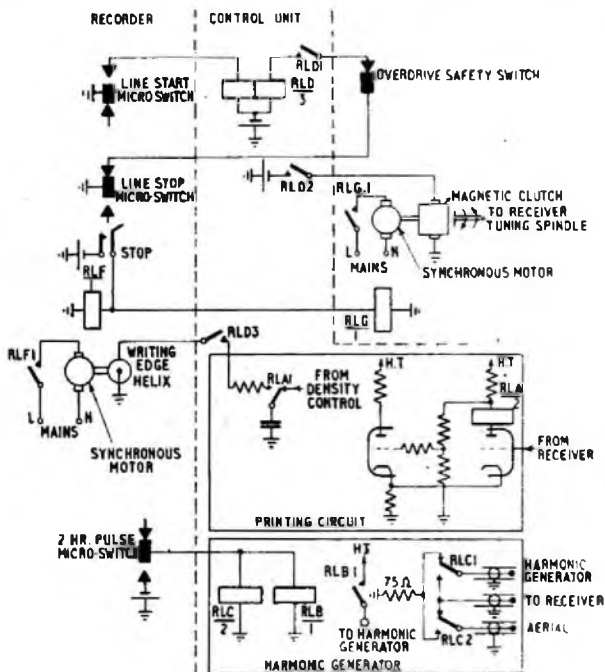 RECORDER
CONTROL UNIT
LINE START
MICRO SWITCH
RLD1
RLD
3
OVERDRIVE SAFETY SWITCH
LINE STOP
MICRO-SWITCH
RLD2
RLG.1
MAGNETIC CLUTCH
TO RECEIVER
TUNING SPINDLE
L
N
MAINS
SYNCHRONOUS MOTOR
STOP
RLF
1
RLG
1
RLF1
WRITING
EDGE
HELIX
RLD3
L
N
MAINS
SYNCHRONOUS
MOTOR
RLA1
FROM
DENSITY
CONTROL
H.T
H.T
RLA
1
FROM
RECEIVER
PRINTING CIRCUIT
2 HR. PULSE
MICRO-SWITCH
RLC
2
RLB
1
H.T
RLB1
75Ω
TO HARMONIC
GENERATOR
RLC1
RLC2
HARMONIC
GENERATOR
TO RECEIVER
AERIAL
HARMONIC GENERATOR